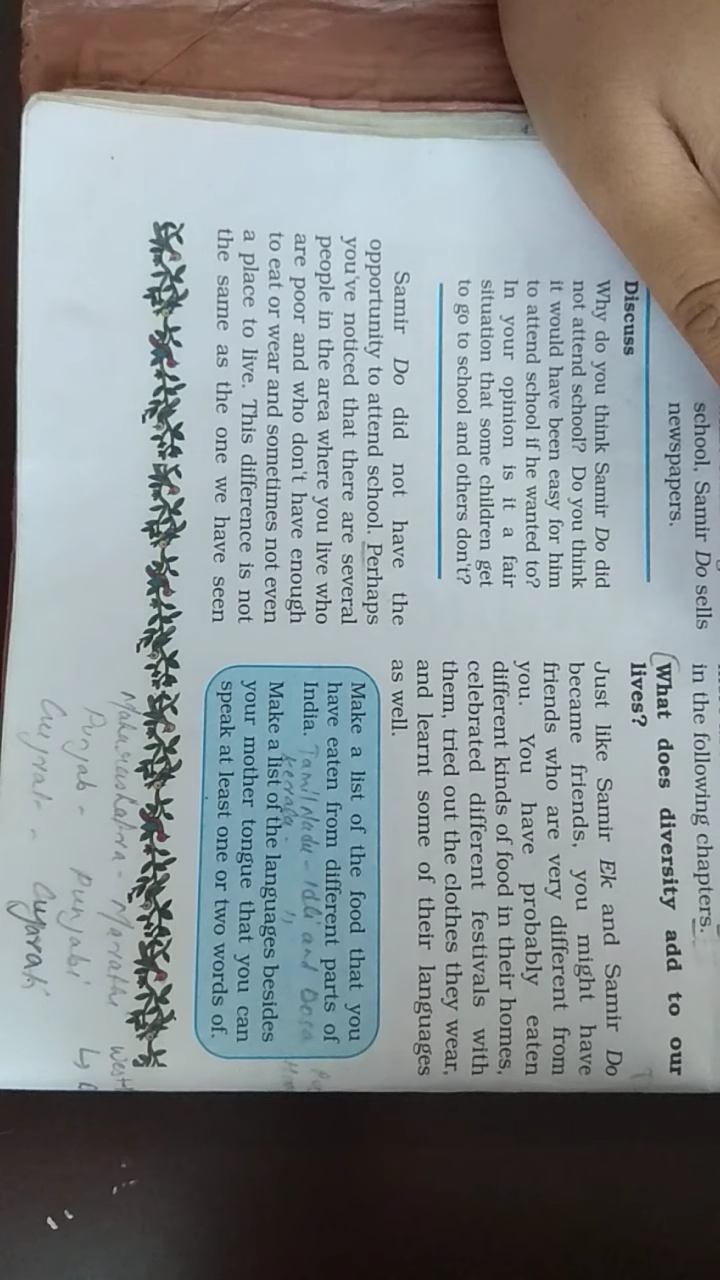 school, Samir Do sells
newspapers.
Discuss
Why do you think Samir Do did
not attend school? Do you think
it would have been easy for him
to attend school if he wanted to?
In your opinion is it a fair
situation that some children get
to go to school and others don't?
Samir Do did not have the
opportunity to attend school. Perhaps
you've noticed that there are several
people in the area where you live who
are poor and who don't have enough
to eat or wear and sometimes not even
a place to live. This difference is not
the same as the one we have seen
in the following chapters.
What does diversity add to our
lives?
Just like Samir Ek and Samir Do
became friends, you might have
friends who are very different from
you. You have probably eaten
different kinds of food in their homes,
celebrated different festivals with
them, tried out the clothes they wear,
and learnt some of their languages
as well.
Make a list of the food that you
have eaten from different parts of
India. Tamil Nadu - Idli and Dosa
Kerala - "
Make a list of the languages besides
your mother tongue that you can
speak at least one or two words of.
Punjab - Punjabi